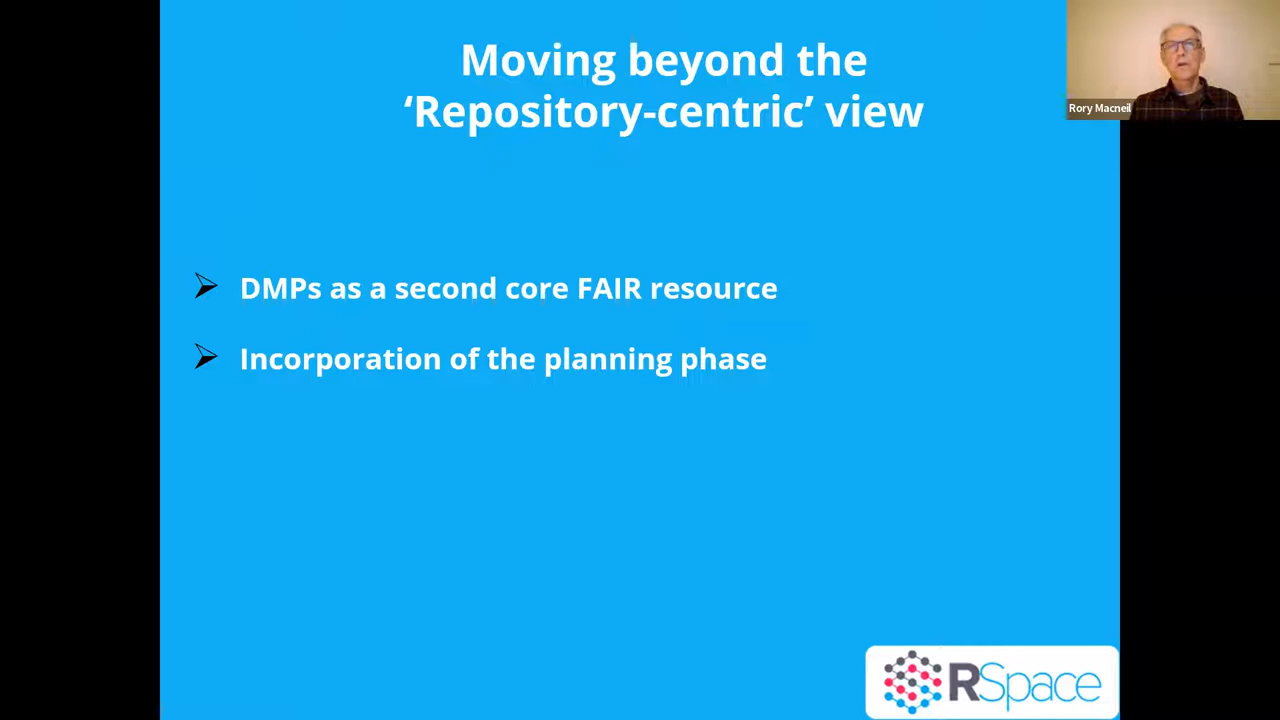 Moving beyond the
‘Repository-centric’ view
Rory Macneil
DMPs as a second core FAIR resource
Incorporation of the planning phase
RSpace